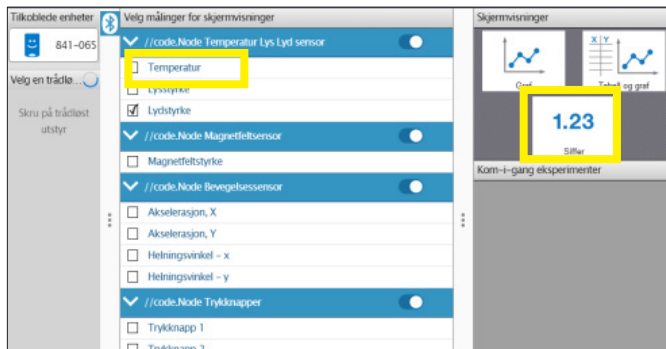 Tilkoblede enheter
841-065
Velg en trådlø...
Skru på trådløst
utstyr
Velg målinger for skjermvisninger
//code.Node Temperatur Lys Lyd sensor
Temperatur
Lysstyrke
Lydstyrke
//code.Node Magnetfeltsensor
Magnetfeltstyrke
//code.Node Bevegelsessensor
Akselerasjon, X
Akselerasjon, Y
Helningsvinkel - x
Helningsvinkel - y
//code.Node Trykknapper
Trykknapp 1
Trykknapp 2
Skjermvisninger
X Y
Graf
Tabell og graf
1.23
Siffer
Kom-i-gang eksperimenter